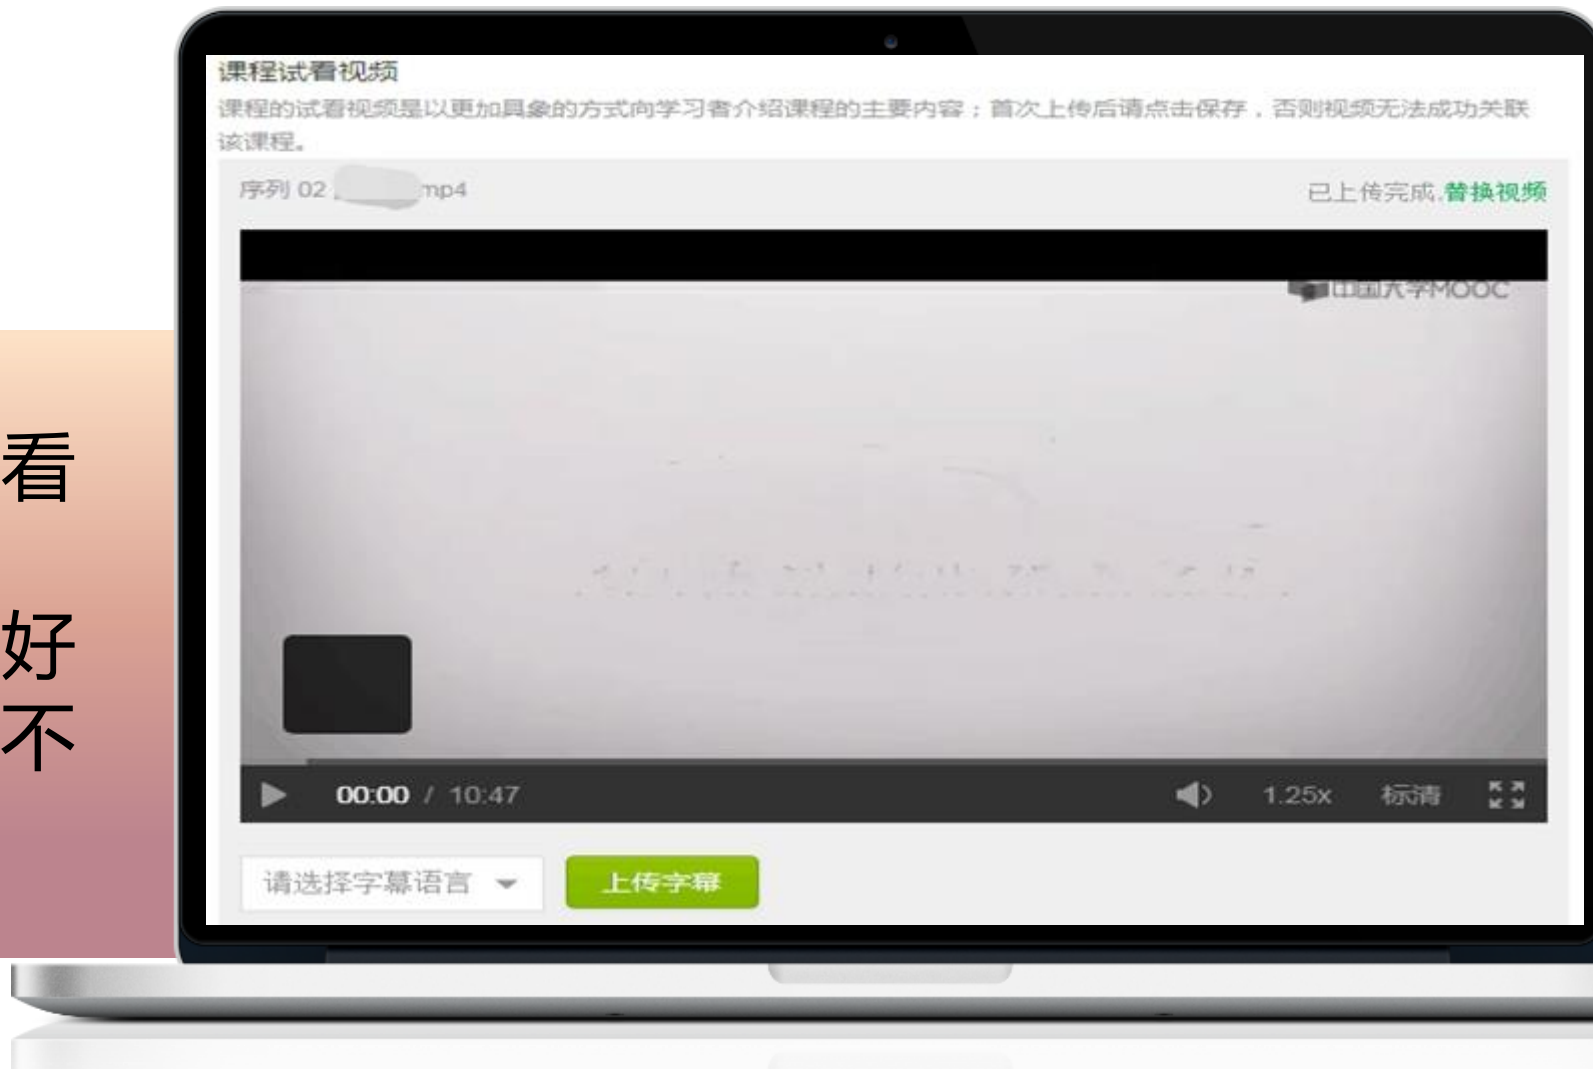 课程试看视频
课程的试看视频是以更加具象的方式向学习者介绍课程的主要内容；首次上传后请点击保存，否则视频无法成功关联
该课程。
序列 02 mp4
已上传完成.替换视频
中国大学MOOC
看
好
不
00:00 / 10:47
1.25x 标清
请选择字幕语言
上传字幕